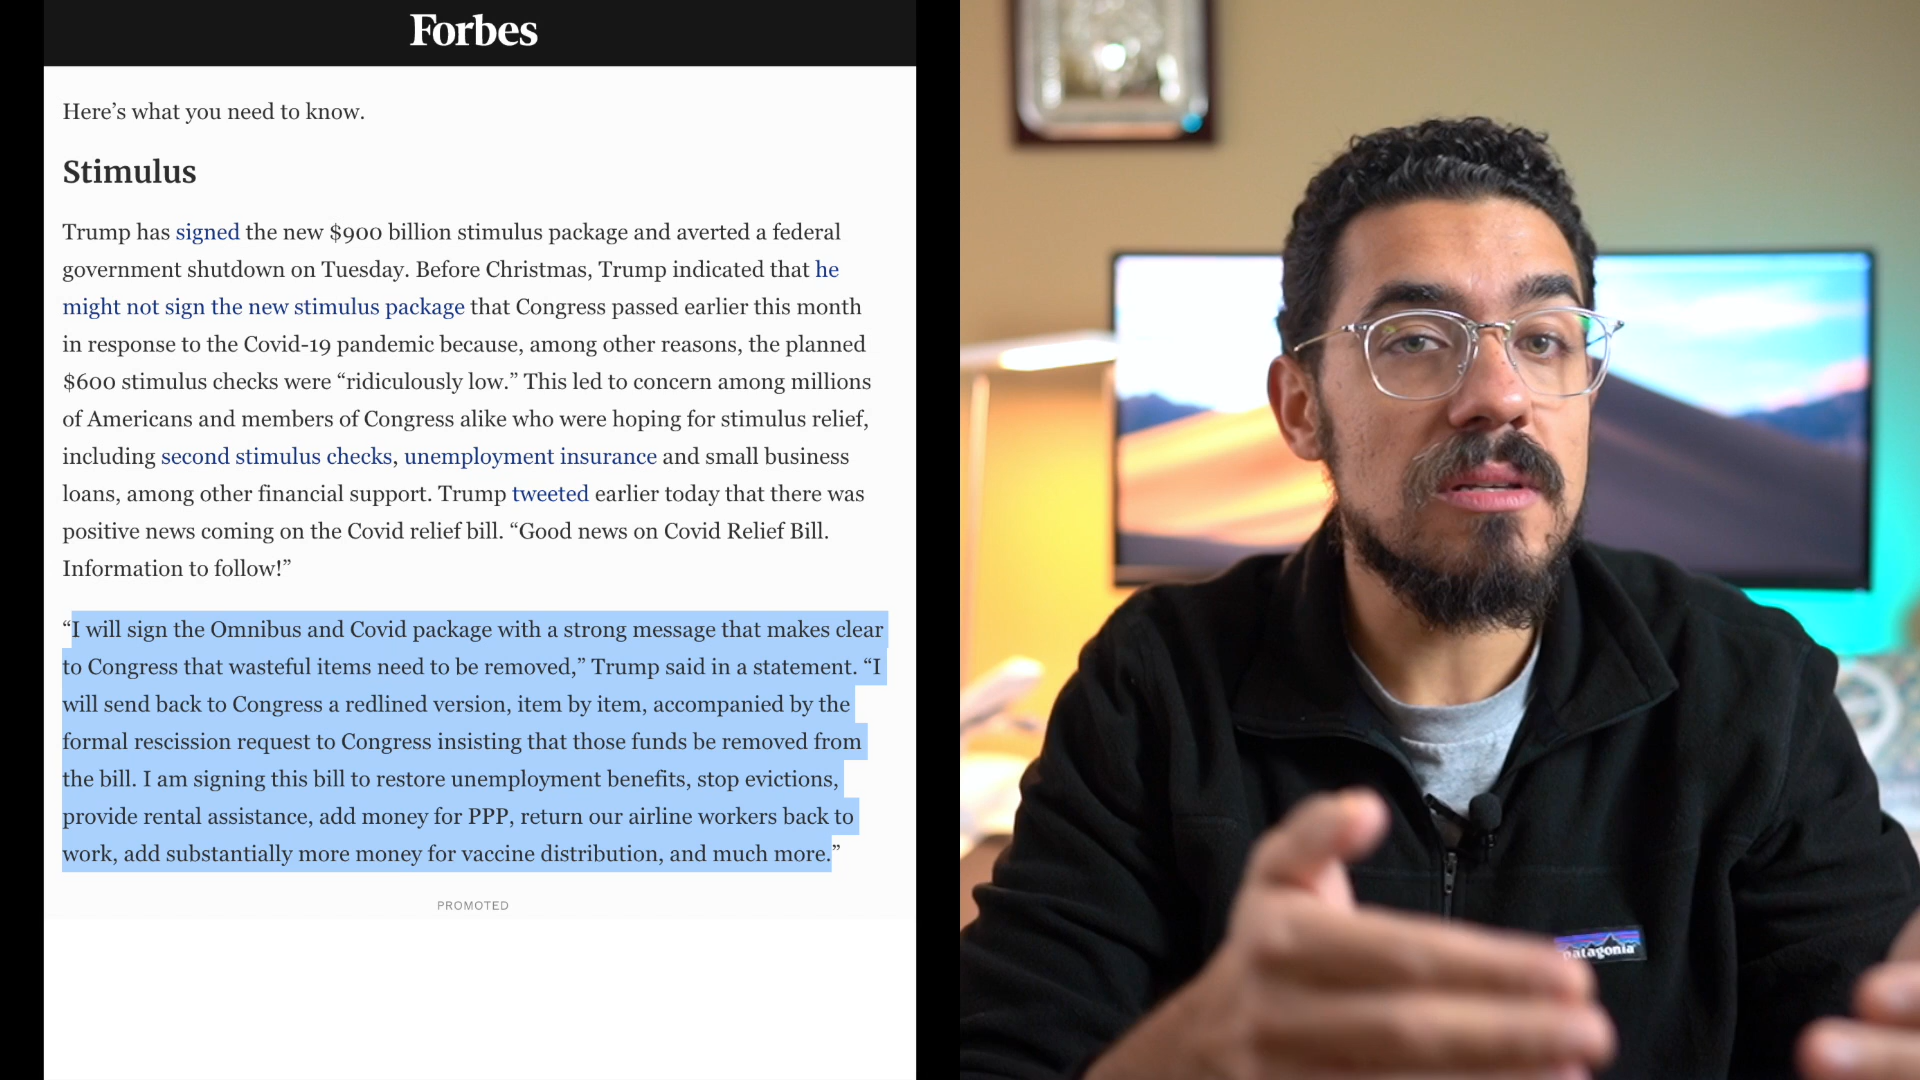 Forbes
Here’s what you need to know.
Stimulus
Trump has signed the new $900 billion stimulus package and averted a federal
government shutdown on Tuesday. Before Christmas, Trump indicated that he
might not sign the new stimulus package that Congress passed earlier this month
in response to the Covid-19 pandemic because, among other reasons, the planned
$600 stimulus checks were “ridiculously low.” This led to concern among millions
of Americans and members of Congress alike who were hoping for stimulus relief,
including second stimulus checks, unemployment insurance and small business
loans, among other financial support. Trump tweeted earlier today that there was
positive news coming on the Covid relief bill. “Good news on Covid Relief Bill.
Information to follow!”
“I will sign the Omnibus and Covid package with a strong message that makes clear
to Congress that wasteful items need to be removed,” Trump said in a statement. “I
will send back to Congress a redlined version, item by item, accompanied by the
formal rescission request to Congress insisting that those funds be removed from
the bill. I am signing this bill to restore unemployment benefits, stop evictions,
provide rental assistance, add money for PPP, return our airline workers back to
work, add substantially more money for vaccine distribution, and much more.”
PROMOTED
patagonia